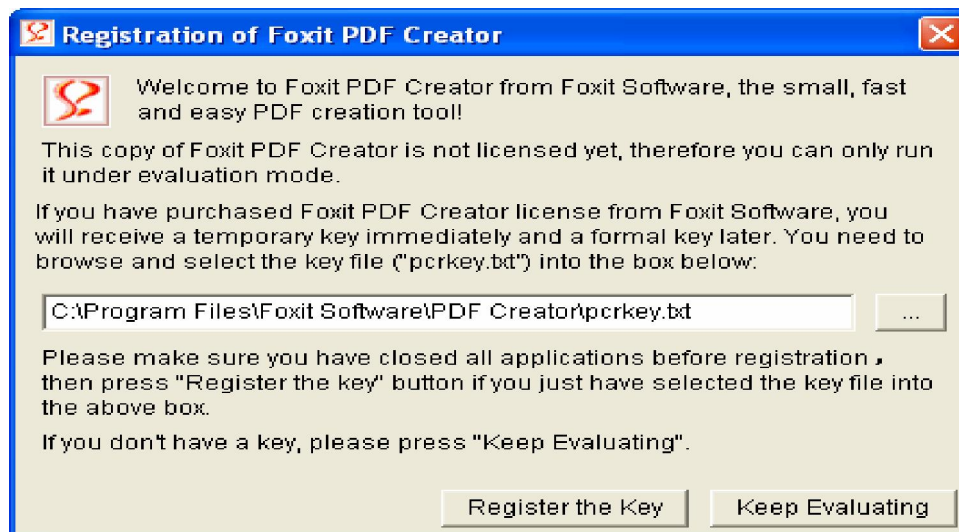 Registration of Foxit PDF Creator
Welcome to Foxit PDF Creator from Foxit Software, the small, fast
and easy PDF creation tool!
This copy of Foxit PDF Creator is not licensed yet, therefore you can only run
it under evaluation mode.
If you have purchased Foxit PDF Creator license from Foxit Software, you
will receive a temporary key immediately and a formal key later. You need to
browse and select the key file ("pcrkey.txt") into the box below:
C:\Program Files\Foxit Software\PDF Creator\pcrkey.txt
...
Please make sure you have closed all applications before registration ,
then press "Register the key" button if you just have selected the key file into
the above box.
If you don't have a key, please press "Keep Evaluating".
Register the Key Keep Evaluating